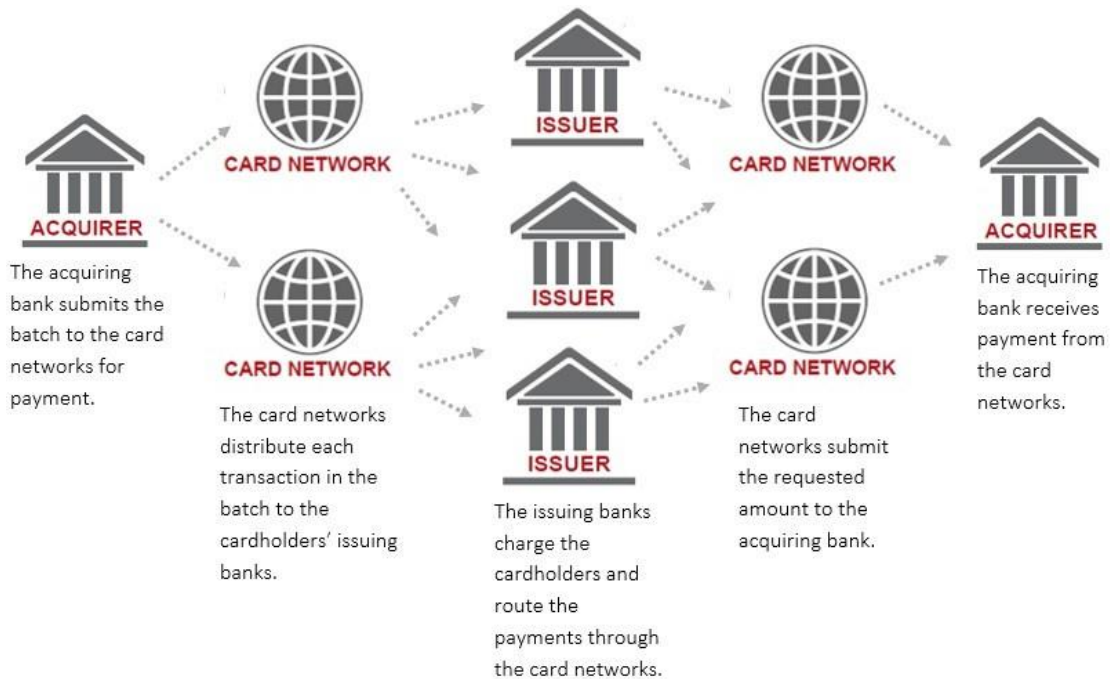 ACQUIRER
The acquiring
bank submits the
batch to the card
networks for
payment.
CARD NETWORK
CARD NETWORK
The card networks
distribute each
transaction in the
batch to the
cardholders’ issuing
banks.
ISSUER
ISSUER
ISSUER
The issuing banks
charge the
cardholders and
route the
payments through
the card networks.
CARD NETWORK
CARD NETWORK
The card
networks submit
the requested
amount to the
acquiring bank.
ACQUIRER
The acquiring
bank receives
payment from
the card
networks.